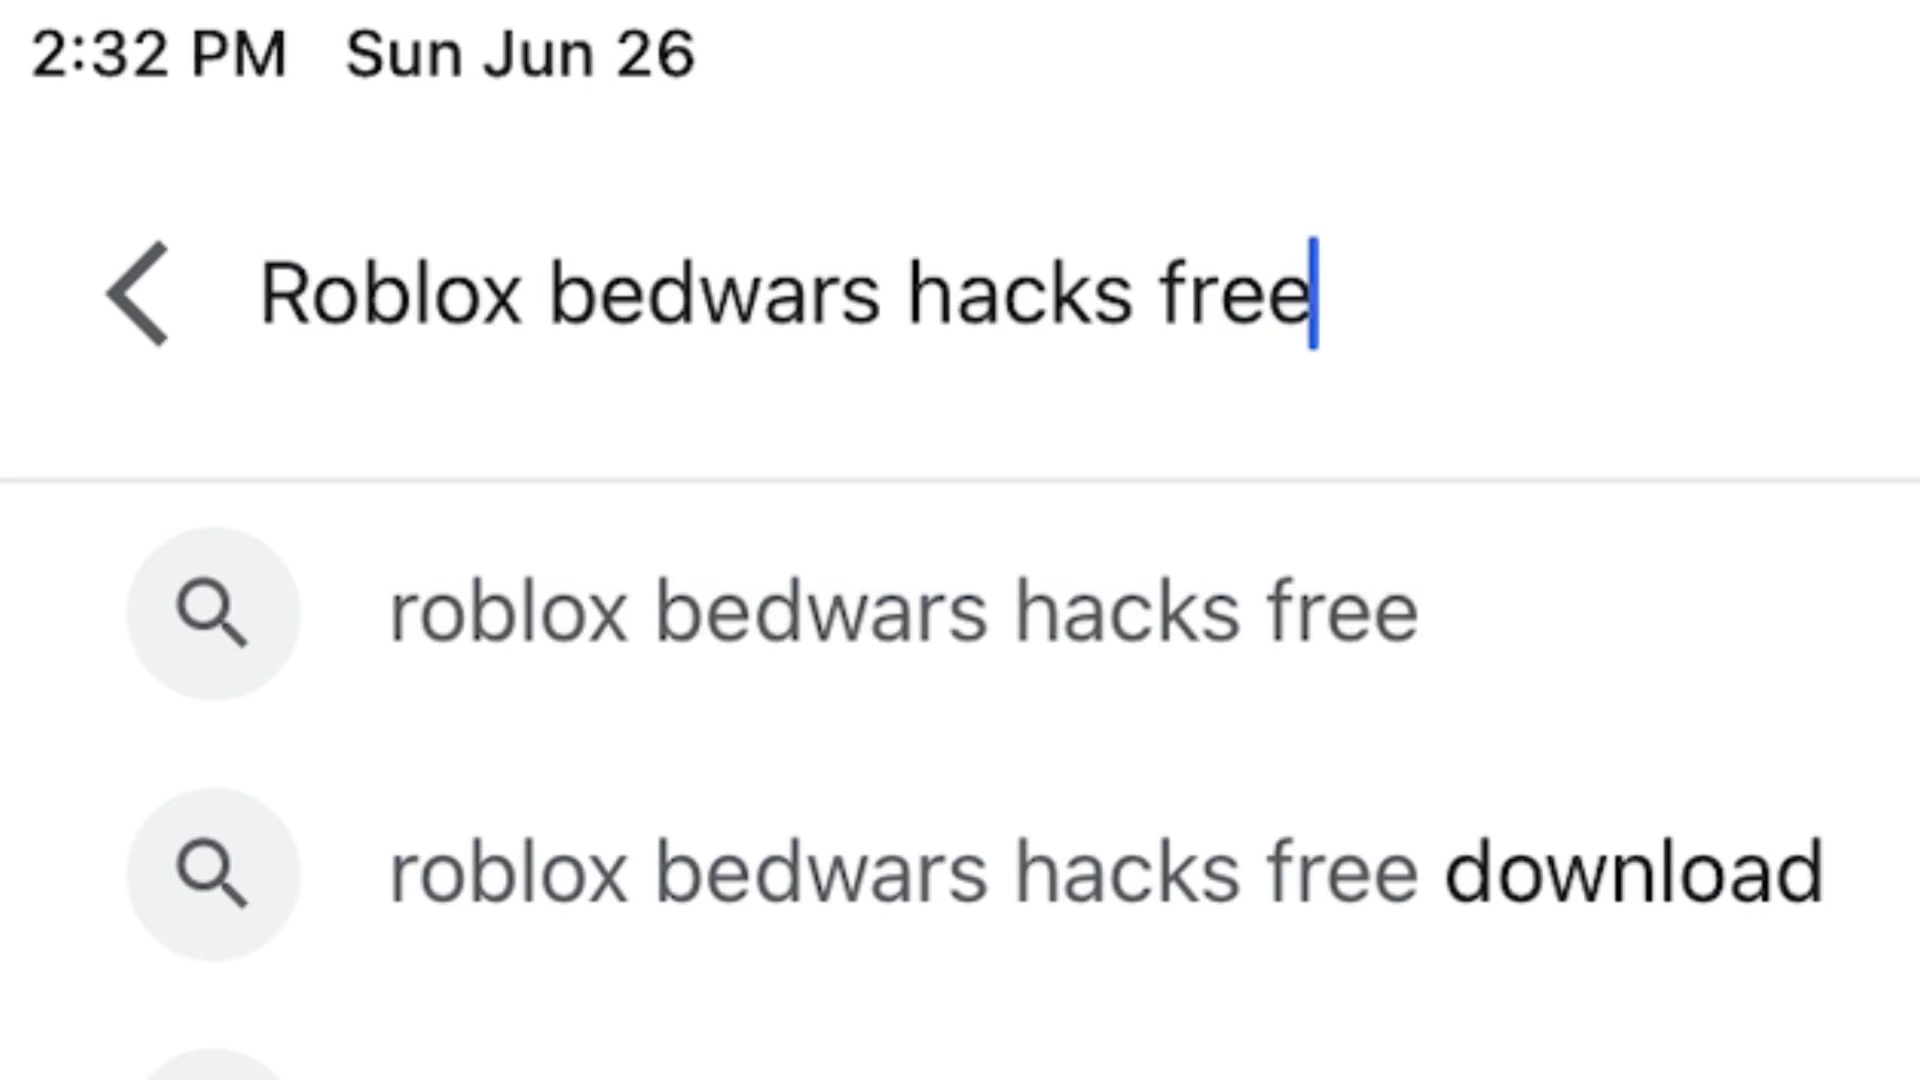 2:32 PM Sun Jun 26
Roblox bedwars hacks free
roblox bedwars hacks free
roblox bedwars hacks free download